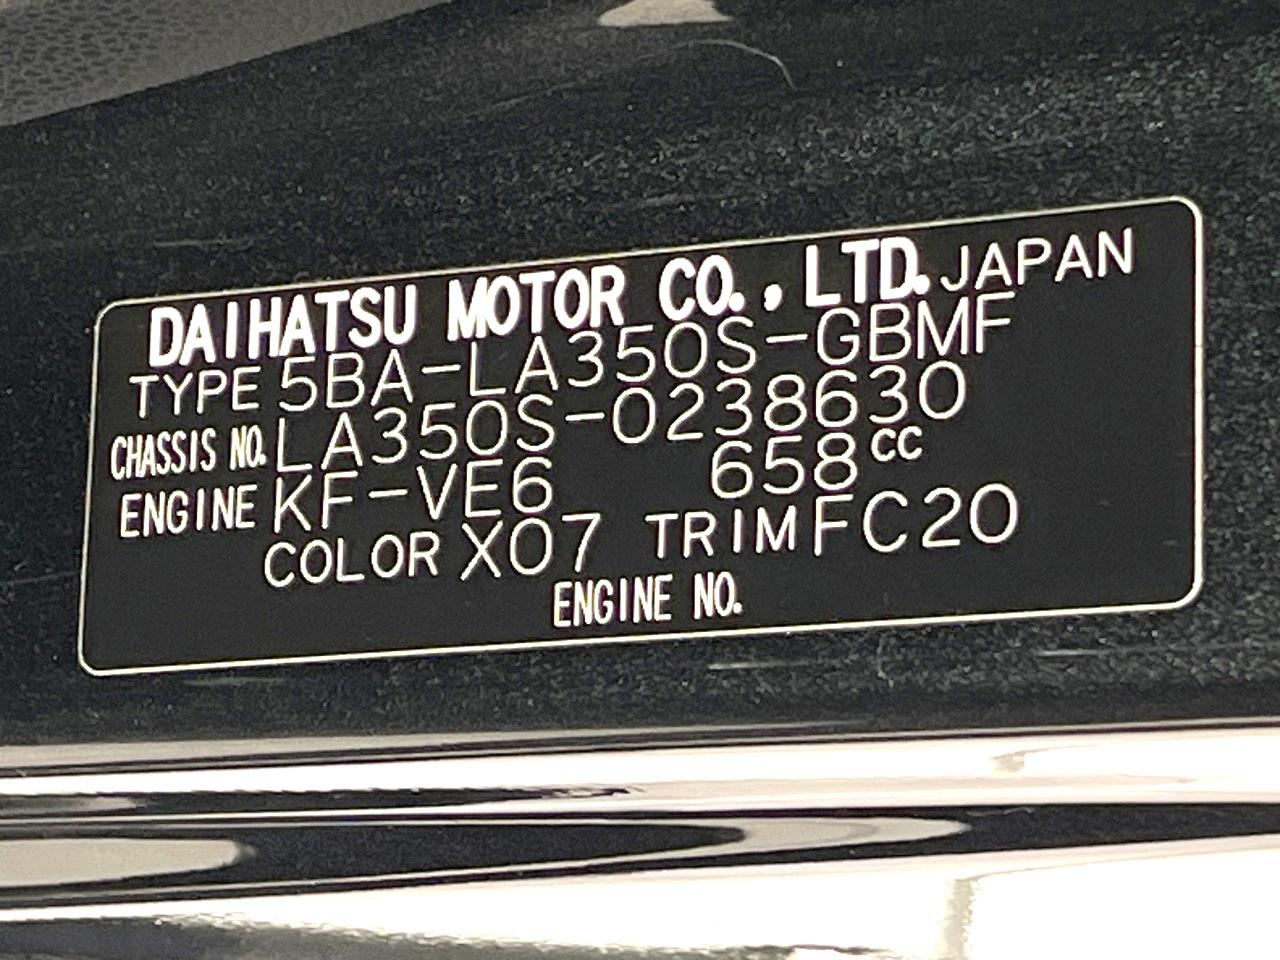 DAIHATSU MOTOR CO., LTD. JAPAN
TYPE 5BA-LA350S-GBMF
CHASSIS NO. LA350S-0238630
ENGINE KF-VE6 658cc
COLOR X07 TRIM FC20
ENGINE NO.